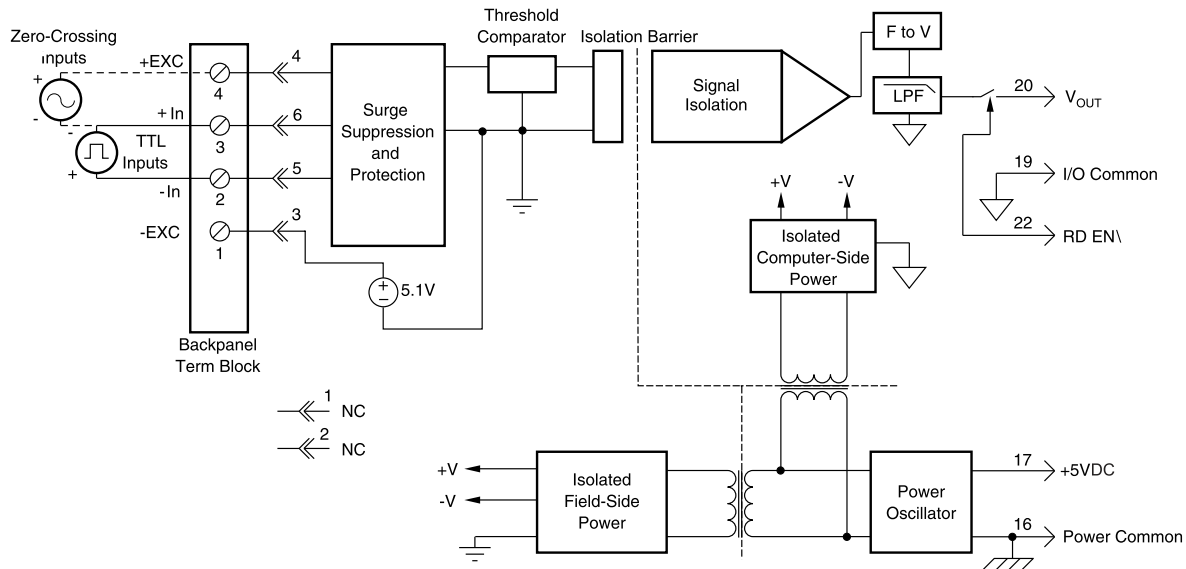 Zero-Crossing
Inputs
+
-
-
TTL
Inputs
+
+EXC
+ In
- In
-EXC
4
3
2
1
Backpanel
Term Block
4
6
5
3
Surge
Suppression
and
Protection
+
−
5.1V
Threshold
Comparator
Isolation Barrier
Signal
Isolation
F to V
LPF
20
VOUT
19
I/O Common
22
RD EN\
+V
-V
Isolated
Computer-Side
Power
1
NC
2
NC
+V
-V
Isolated
Field-Side
Power
Power
Oscillator
17
+5VDC
16
Power Common